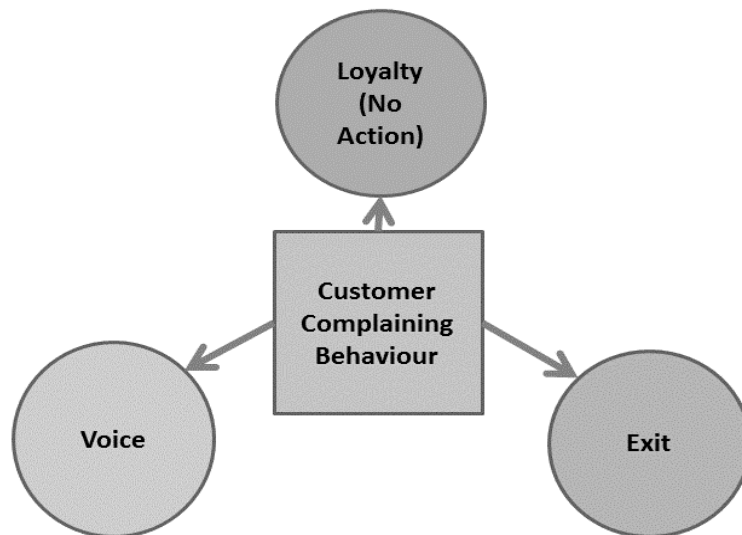 Loyalty
(No
Action)
Customer
Complaining
Behaviour
Voice
Exit